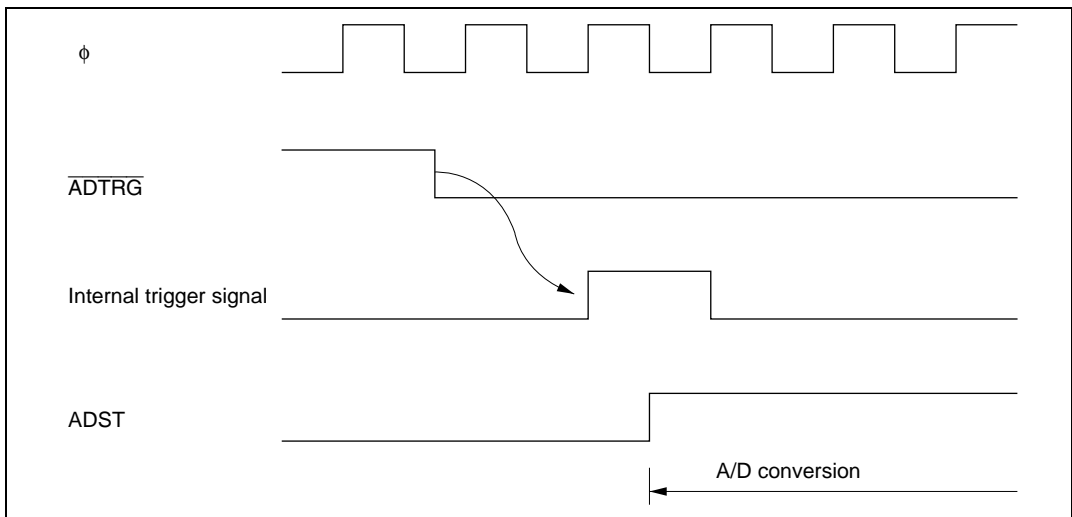 ϕ
ADTRG
Internal trigger signal
ADST
A/D conversion